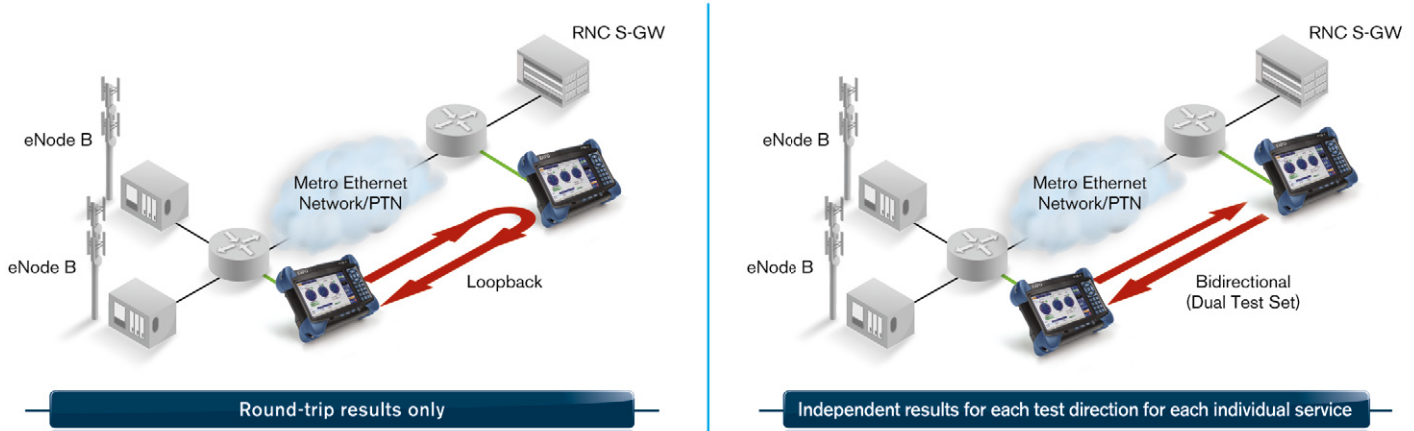 RNC S-GW
eNode B
Metro Ethernet
Network/PTN
eNode B
Loopback
Round-trip results only
RNC S-GW
eNode B
Metro Ethernet
Network/PTN
eNode B
Bidirectional
(Dual Test Set)
Independent results for each test direction for each individual service